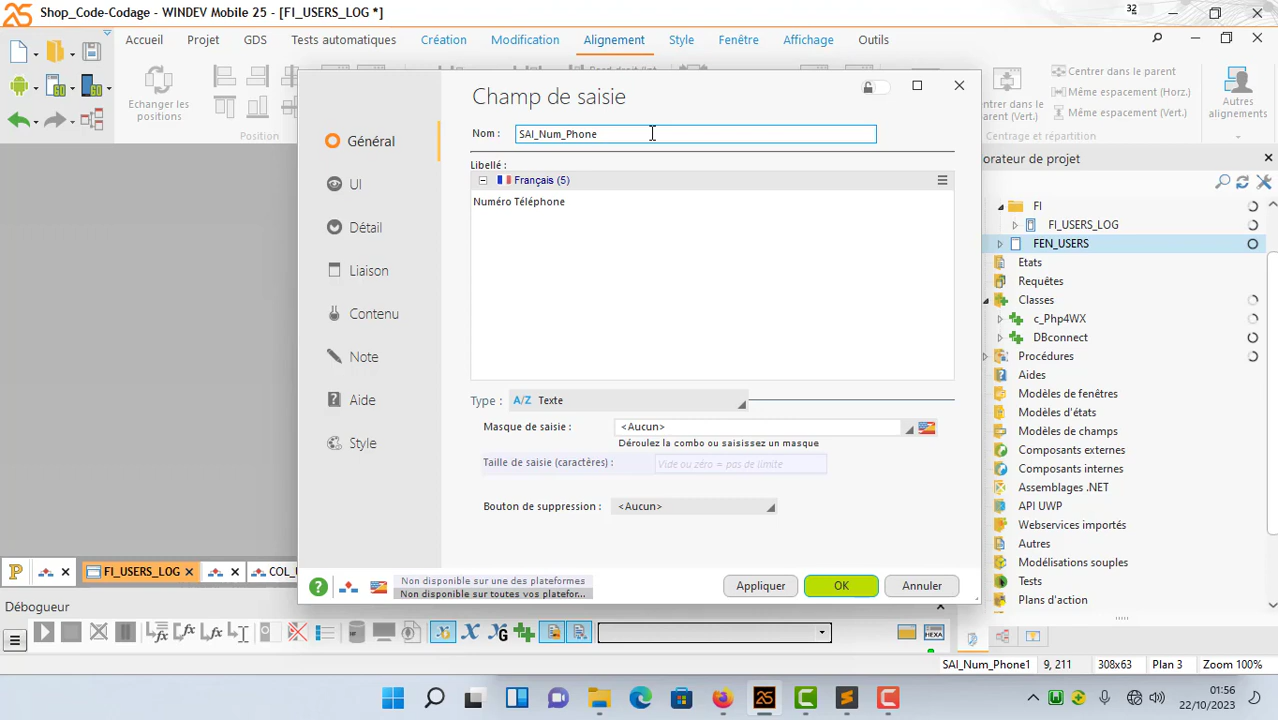 Shop_Code-Codage - WINDEV Mobile 25 - [FI_USERS_LOG *]
32
Accueil
Projet
GDS
Tests automatiques
Création
Modification
Alignement
Style
Fenêtre
Affichage
Outils
Echanger les positions
Position
Centrer dans le parent
Même espacement (Horz.)
Même espacement (Vert.)
Centrage et répartition
Autres alignements
Champ de saisie
Nom :
SAI_Num_Phone
Libellé :
Français (5)
Numéro Téléphone
Général
UI
Détail
Liaison
Contenu
Note
Aide
Style
Type :
A/Z Texte
Masque de saisie :
<Aucun>
Déroulez la combo ou saisissez un masque
Taille de saisie (caractères) :
Vide ou zéro = pas de limite
Bouton de suppression :
<Aucun>
Non disponible sur une des plateformes
Non disponible sur toutes vos platefor...
Appliquer
OK
Annuler
orateur de projet
FI
FI_USERS_LOG
FEN_USERS
Etats
Requêtes
Classes
c_Php4WX
DBconnect
Procédures
Aides
Modèles de fenêtres
Modèles d'états
Modèles de champs
Composants externes
Composants internes
Assemblages .NET
API UWP
Webservices importés
Autres
Modélisations souples
Tests
Plans d'action
FI_USERS_LOG
COL_
Débogueur
HEXA
SAI_Num_Phone1
9, 211
308x63
Plan 3
Zoom 100%
01:56
22/10/2023